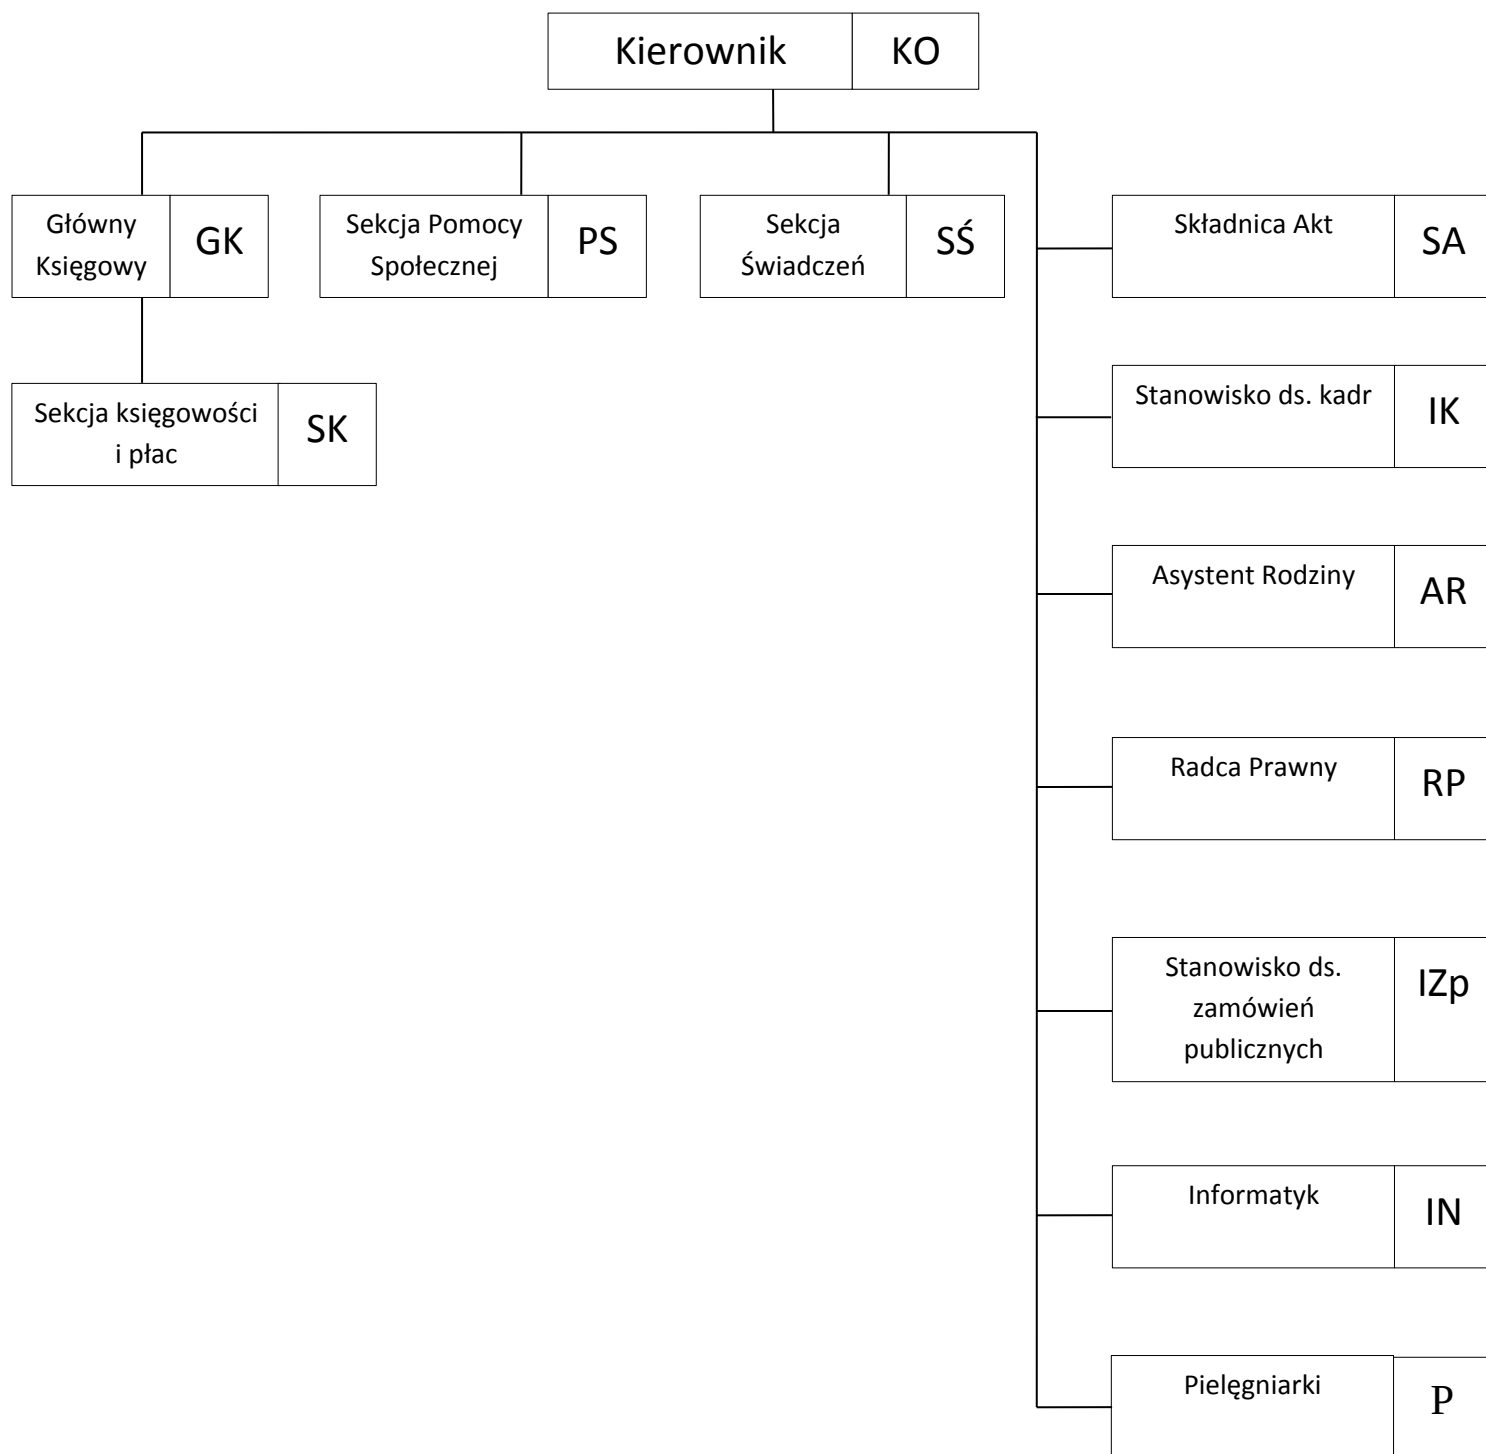 Kierownik KO
Główny
Księgowy
GK
Sekcja Pomocy
Społecznej
PS
Sekcja
Świadczeń
SŚ
Składnica Akt SA
Sekcja księgowości
i płac
SK
Stanowisko ds. kadr IK
Asystent Rodziny AR
Radca Prawny RP
Stanowisko ds.
zamówień
publicznych
IZp
Informatyk IN
Pielęgniarki P